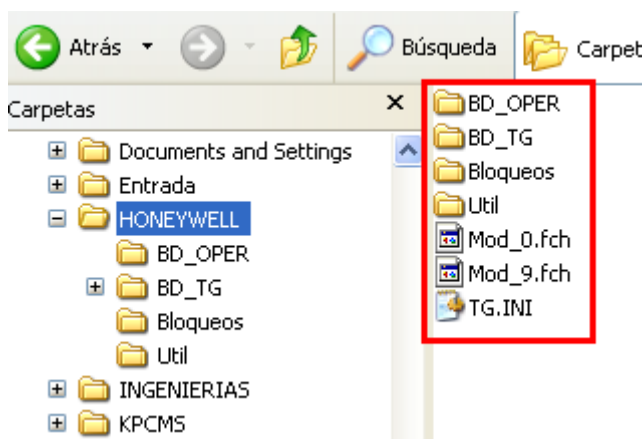 Atrás
Búsqueda
Carpet
Carpetas
Documents and Settings
Entrada
HONEYWELL
BD_OPER
BD_TG
Bloqueos
Util
INGENIERIAS
KPCMS
BD_OPER
BD_TG
Bloqueos
Util
Mod_0.fch
Mod_9.fch
TG.INI